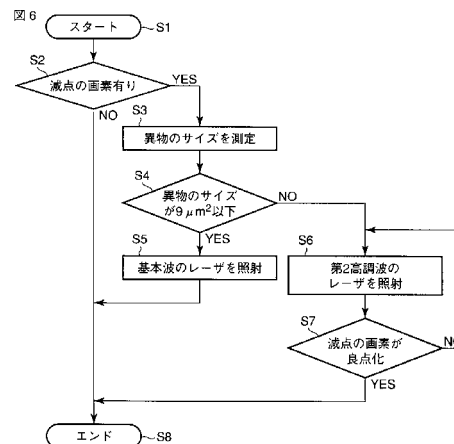 図6
スタート
S1
S2
滅点の画素有り
YES
NO
S3
異物のサイズを測定
S4
異物のサイズ
が9μm²以下
NO
YES
S5
基本波のレーザを照射
S6
第2高調波の
レーザを照射
S7
滅点の画素が
良点化
NO
YES
エンド
S8